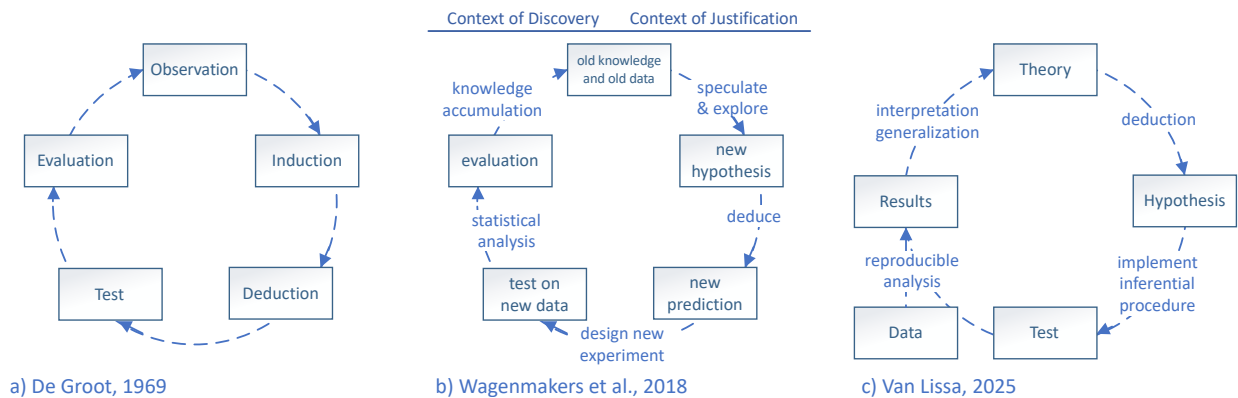 Context of Discovery
Context of Justification
Observation
Induction
Deduction
Test
Evaluation
a) De Groot, 1969
old knowledge
and old data
speculate
& explore
new
hypothesis
deduce
new
prediction
design new
experiment
test on
new data
statistical
analysis
evaluation
knowledge
accumulation
b) Wagenmakers et al., 2018
Theory
deduction
Hypothesis
implement
inferential
procedure
Test
Data
reproducible
analysis
Results
interpretation
generalization
c) Van Lissa, 2025